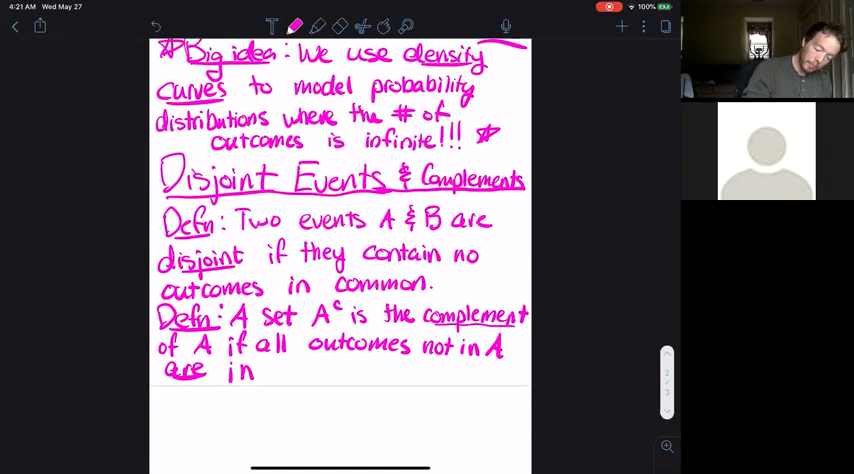 4:21 AM Wed May 27
100%
T
☆ Big idea: We use density
curves to model probability
distributions where the # of
outcomes is infinite!!! ☆
Disjoint Events & Complements
Defn: Two events A & B are
disjoint if they contain no
outcomes in common.
Defn: A set Aᶜ is the complement
of A if all outcomes not in A
are in
2
/